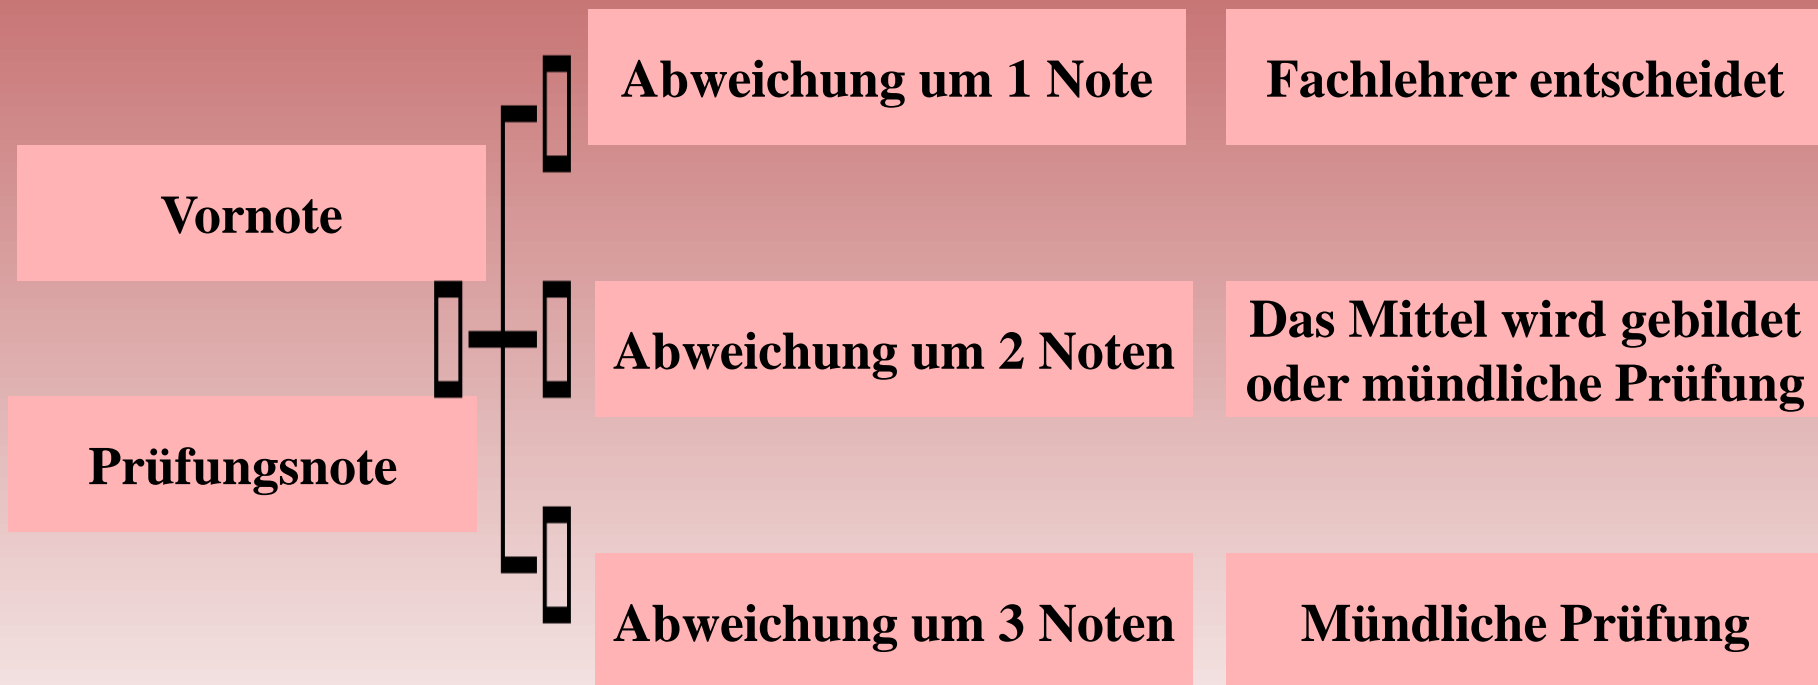 Vornote
Prüfungsnote
Abweichung um 1 Note
Fachlehrer entscheidet
Abweichung um 2 Noten
Das Mittel wird gebildet
oder mündliche Prüfung
Abweichung um 3 Noten
Mündliche Prüfung